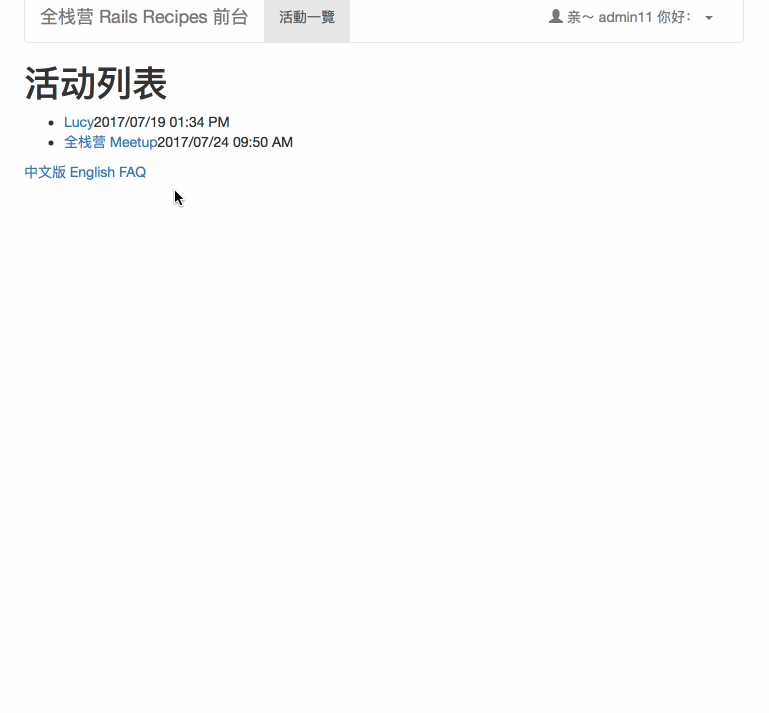 全栈营 Rails Recipes 前台 活動一覽 亲～ admin11 你好：
活动列表
Lucy2017/07/19 01:34 PM
全栈营 Meetup2017/07/24 09:50 AM
中文版 English FAQ